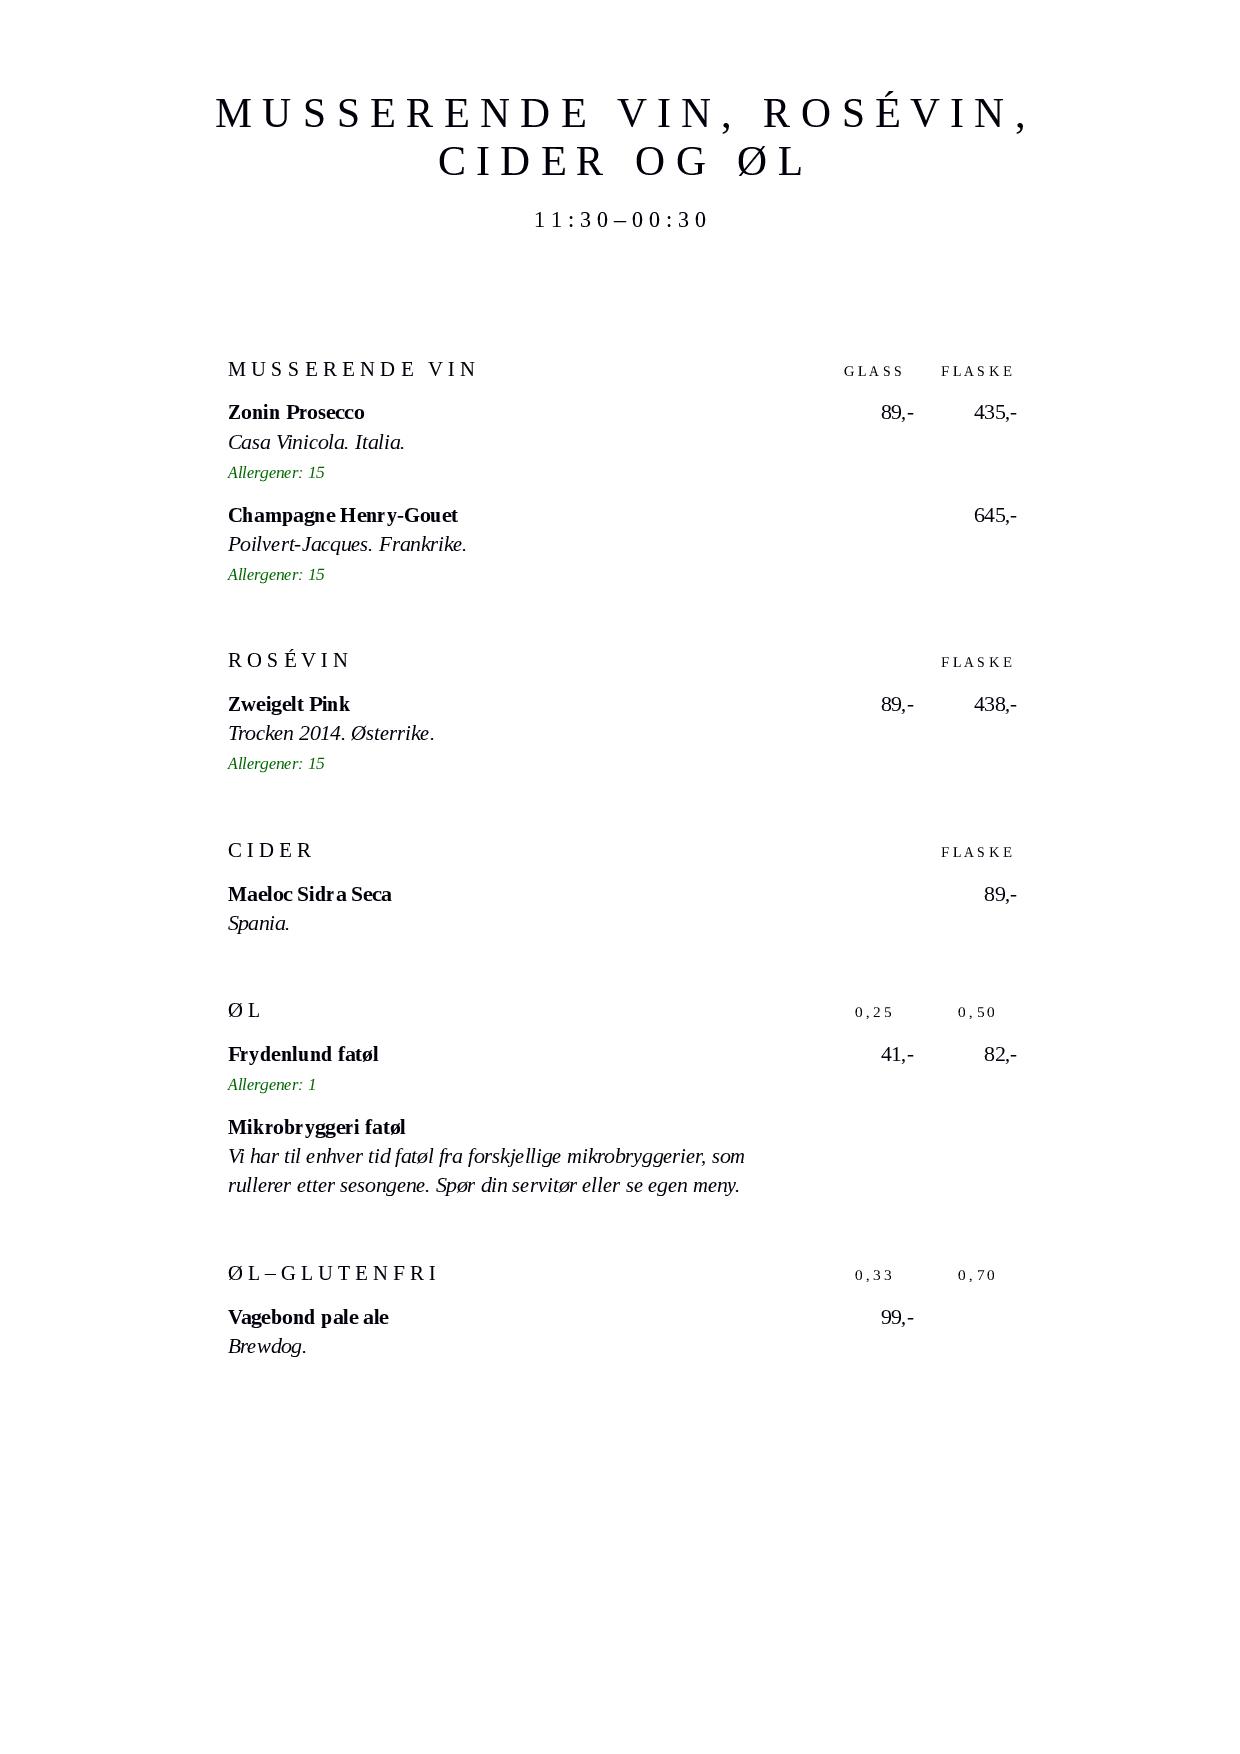 MUSSERENDE VIN, ROSÉVIN,
CIDER OG ØL
11:30–00:30
MUSSERENDE VIN GLASS FLASKE
Zonin Prosecco 89,- 435,-
Casa Vinicola. Italia.
Allergener: 15
Champagne Henry-Gouet 645,-
Poilvert-Jacques. Frankrike.
Allergener: 15
ROSÉVIN FLASKE
Zweigelt Pink 89,- 438,-
Trocken 2014. Østerrike.
Allergener: 15
CIDER FLASKE
Maeloc Sidra Seca 89,-
Spania.
ØL 0,25 0,50
Frydenlund fatøl 41,- 82,-
Allergener: 1
Mikrobryggeri fatøl
Vi har til enhver tid fatøl fra forskjellige mikrobryggerier, som
rullerer etter sesongene. Spør din servitør eller se egen meny.
ØL–GLUTENFRI 0,33 0,70
Vagebond pale ale 99,-
Brewdog.